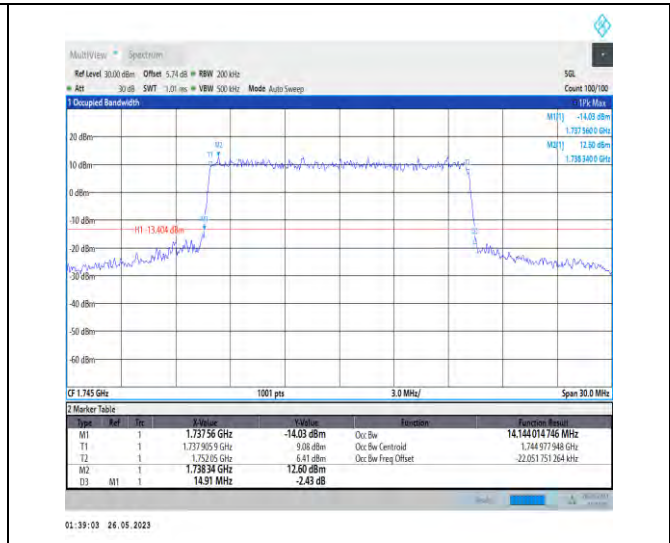 MultiView Spectrum
Ref Level 30.00 dBm Offset 5.74 dB RBW 200 kHz SGL
Att 30 dB SWT 1.01 ms VBW 500 kHz Mode Auto Sweep Count 100/100
1 Occupied Bandwidth 1Pk Max
M1[1] -14.03 dBm
1.737 560 0 GHz
M2[1] 12.60 dBm
1.738 340 0 GHz
20 dBm
M2
T1
10 dBm
0 dBm
-10 dBm
H1 -13.404 dBm
-20 dBm
-30 dBm
-40 dBm
-50 dBm
-60 dBm
CF 1.745 GHz 1001 pts 3.0 MHz/ Span 30.0 MHz
2 Marker Table
Type Ref Trc X-Value Y-Value Function Function Result
M1 1 1.737 56 GHz -14.03 dBm Occ Bw 14.144 014 746 MHz
T1 1 1.737 905 9 GHz 9.08 dBm Occ Bw Centroid 1.744 977 948 GHz
T2 1 1.752 05 GHz 6.41 dBm Occ Bw Freq Offset -22.051 751 264 kHz
M2 1 1.738 34 GHz 12.60 dBm
D3 M1 1 14.91 MHz -2.43 dB
01:39:03 26.05.2023